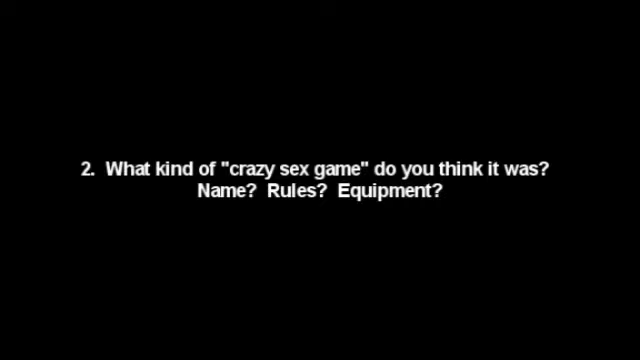 2.  What kind of "crazy sex game" do you think it was?
Name?  Rules?  Equipment?